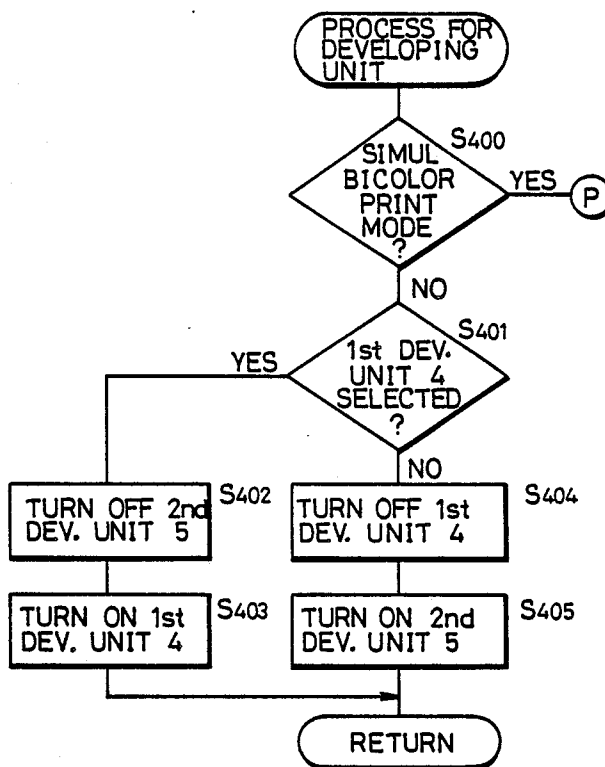 PROCESS FOR
DEVELOPING
UNIT
S400
SIMUL
BICOLOR
PRINT
MODE
?
YES
P
NO
S401
1st DEV.
UNIT 4
SELECTED
?
YES
NO
TURN OFF 2nd
DEV. UNIT 5
S402
TURN OFF 1st
DEV. UNIT 4
S404
TURN ON 1st
DEV. UNIT 4
S403
TURN ON 2nd
DEV. UNIT 5
S405
RETURN